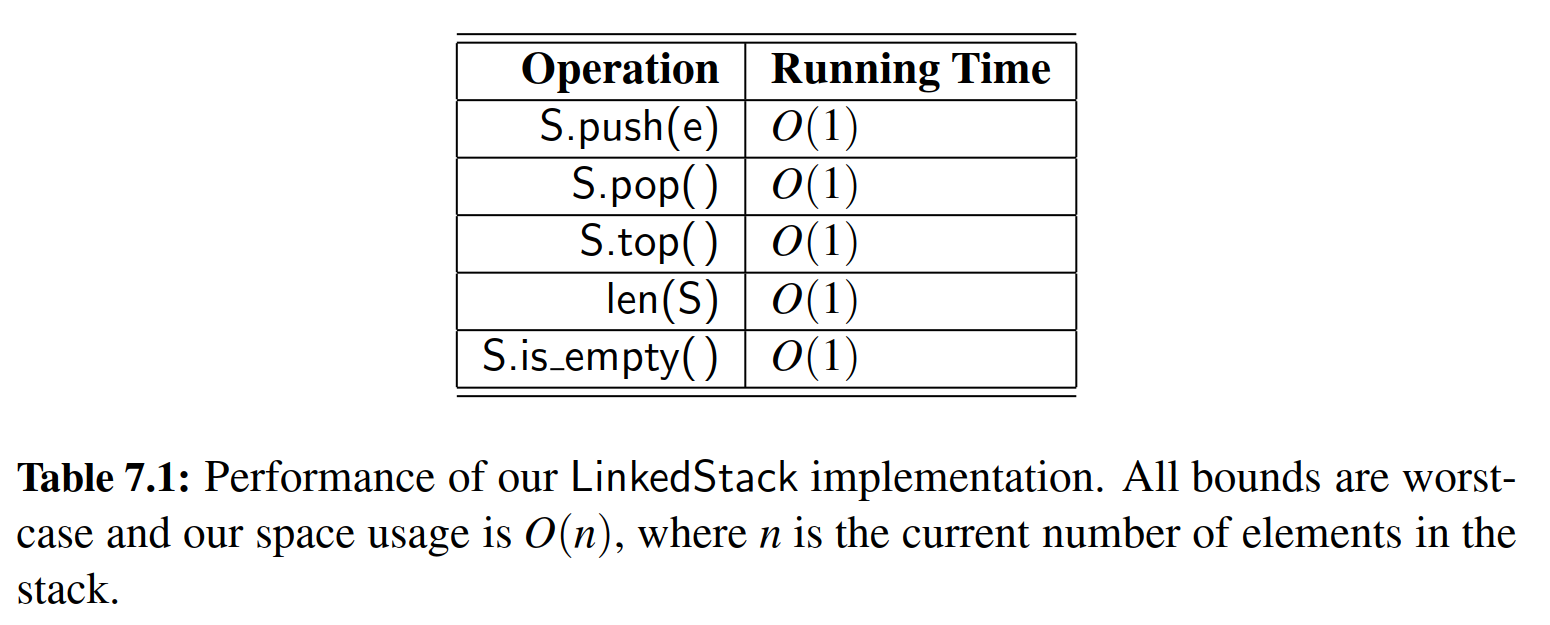 Operation Running Time
S.push(e) O(1)
S.pop() O(1)
S.top() O(1)
len(S) O(1)
S.is_empty() O(1)
Table 7.1: Performance of our LinkedStack implementation. All bounds are worst-
case and our space usage is O(n), where n is the current number of elements in the
stack.